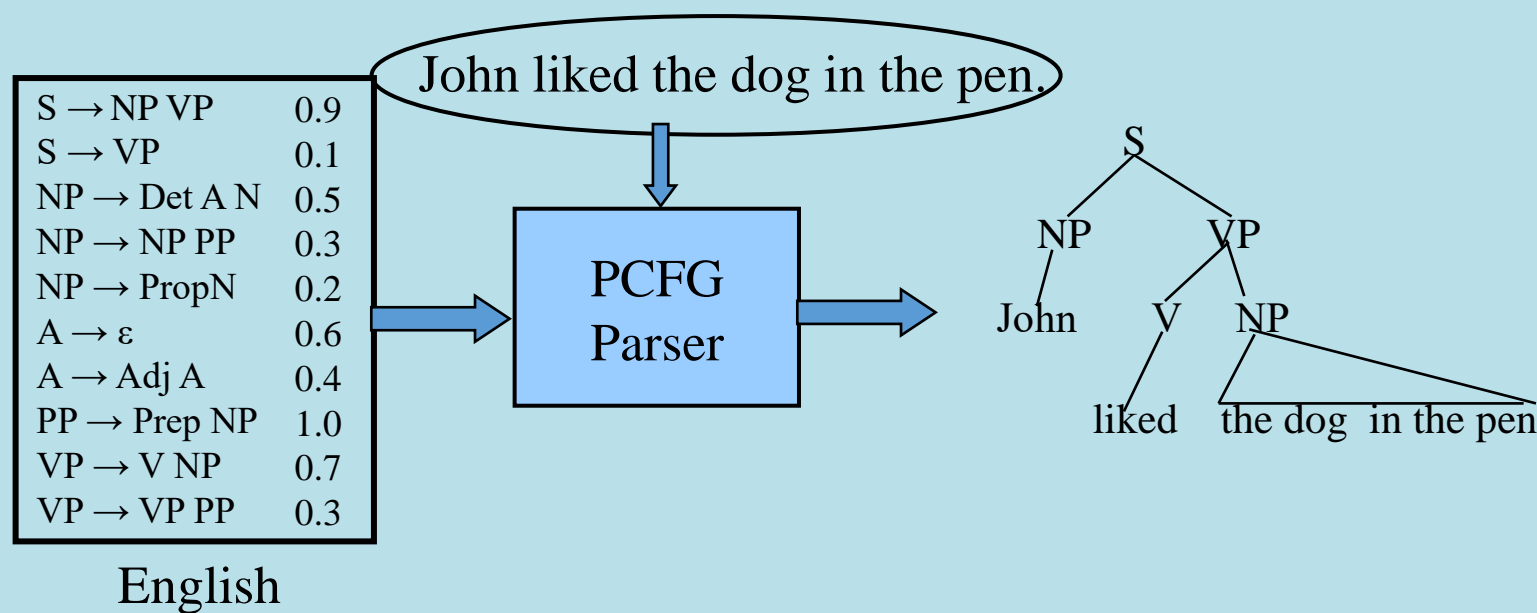 John liked the dog in the pen.
S → NP VP 0.9
S → VP 0.1
NP → Det A N 0.5
NP → NP PP 0.3
NP → PropN 0.2
A → ε 0.6
A → Adj A 0.4
PP → Prep NP 1.0
VP → V NP 0.7
VP → VP PP 0.3
English
PCFG
Parser
S
NP VP
John V NP
liked the dog in the pen